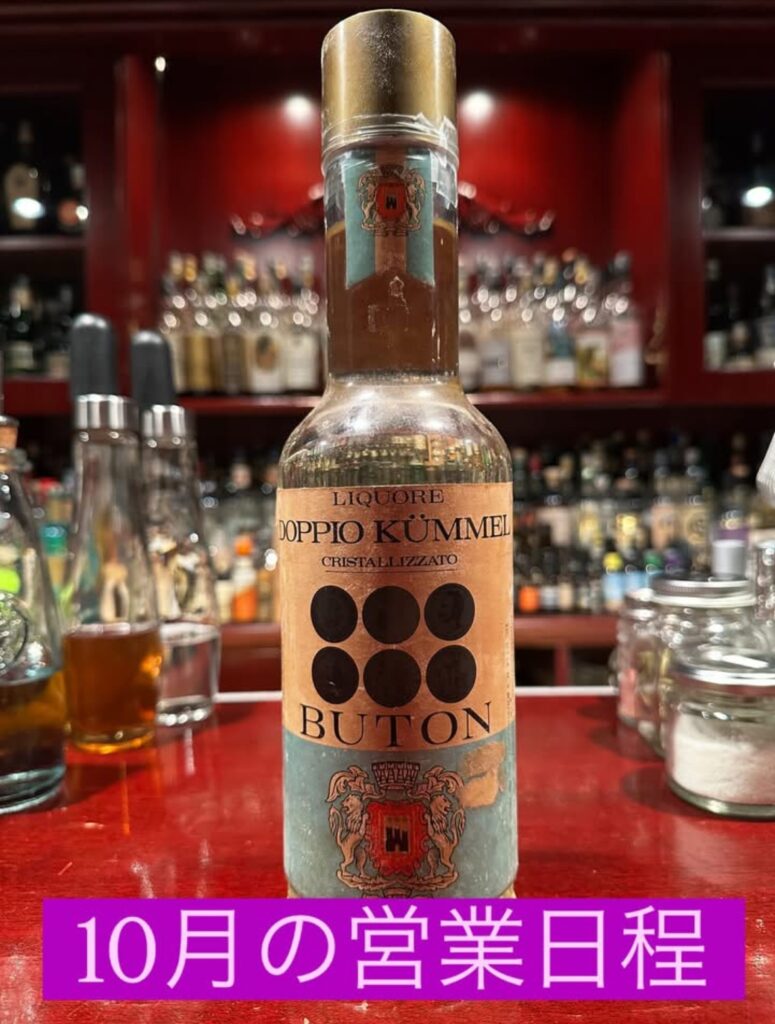 LIQUORE
DOPPIO KÜMMEL
CRISTALLIZZATO
BUTON
10月の営業日程